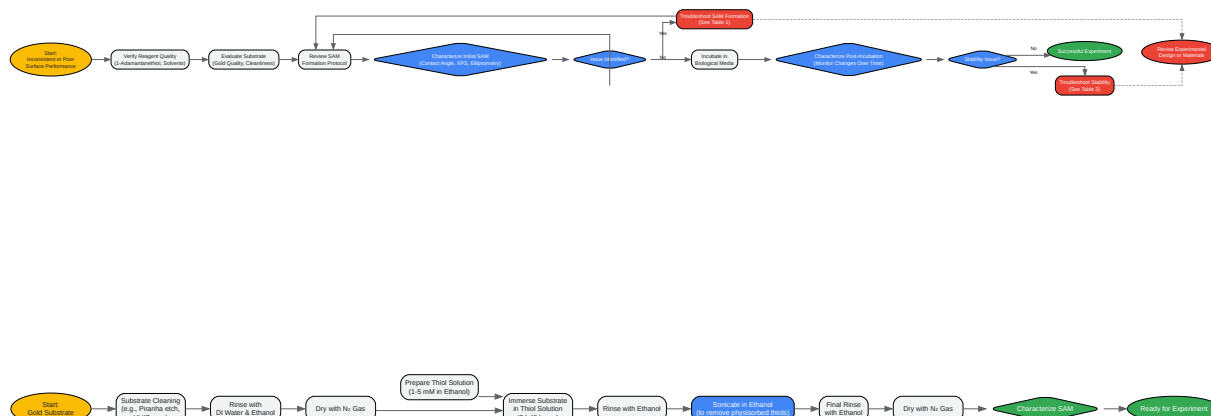 Start:
Inconsistent or Poor
Surface Performance
Verify Reagent Quality
(1-Adamantanethiol, Solvents)
Evaluate Substrate
(Gold Quality, Cleanliness)
Review SAM
Formation Protocol
Characterize Initial SAM
(Contact Angle, XPS, Ellipsometry)
Issue Identified?
Yes
No
Troubleshoot SAM Formation
(See Table 1)
Incubate in
Biological Media
Characterize Post-Incubation
(Monitor Changes Over Time)
Stability Issue?
No
Yes
Successful Experiment
Troubleshoot Stability
(See Table 2)
Revise Experimental
Design or Materials
Start:
Gold Substrate
Substrate Cleaning
(e.g., Piranha etch,
Rinse with
DI Water & Ethanol
Dry with N₂ Gas
Prepare Thiol Solution
(1-5 mM in Ethanol)
Immerse Substrate
in Thiol Solution
Rinse with Ethanol
Sonicate in Ethanol
(to remove physisorbed thiols)
Final Rinse
with Ethanol
Dry with N₂ Gas
Characterize SAM
Ready for Experiment